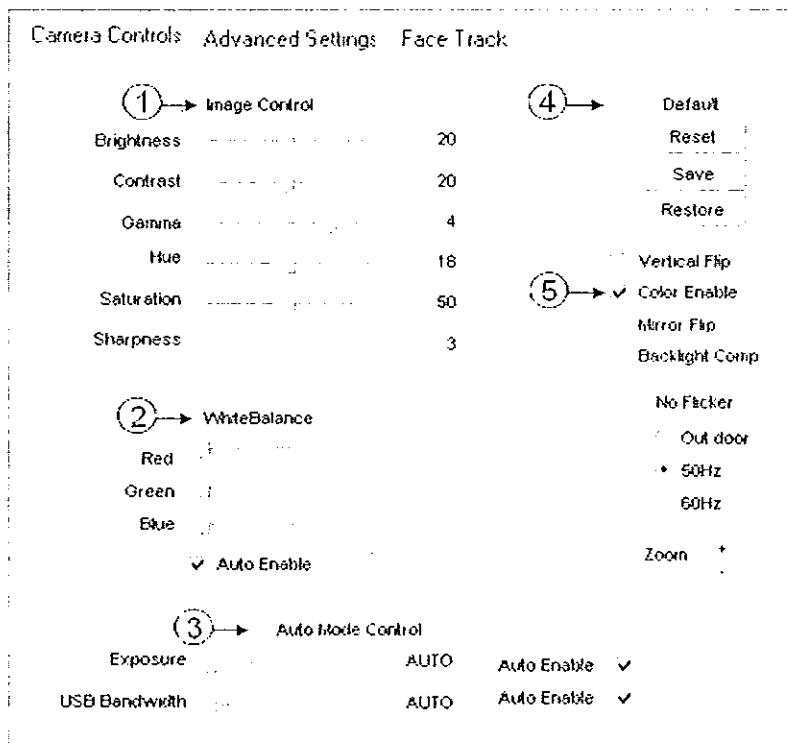 Camera Controls Advanced Settings Face Track
1 Image Control
Brightness 20
Contrast 20
Gamma 4
Hue 18
Saturation 50
Sharpness 3
2 WhiteBalance
Red
Green
Blue
Auto Enable
3 Auto Mode Control
Exposure AUTO Auto Enable
USB Bandwidth AUTO Auto Enable
4 Default
Reset
Save
Restore
Vertical Flip
5 Color Enable
Mirror Flip
Backlight Comp
No Flicker
Out door
50Hz
60Hz
Zoom + -